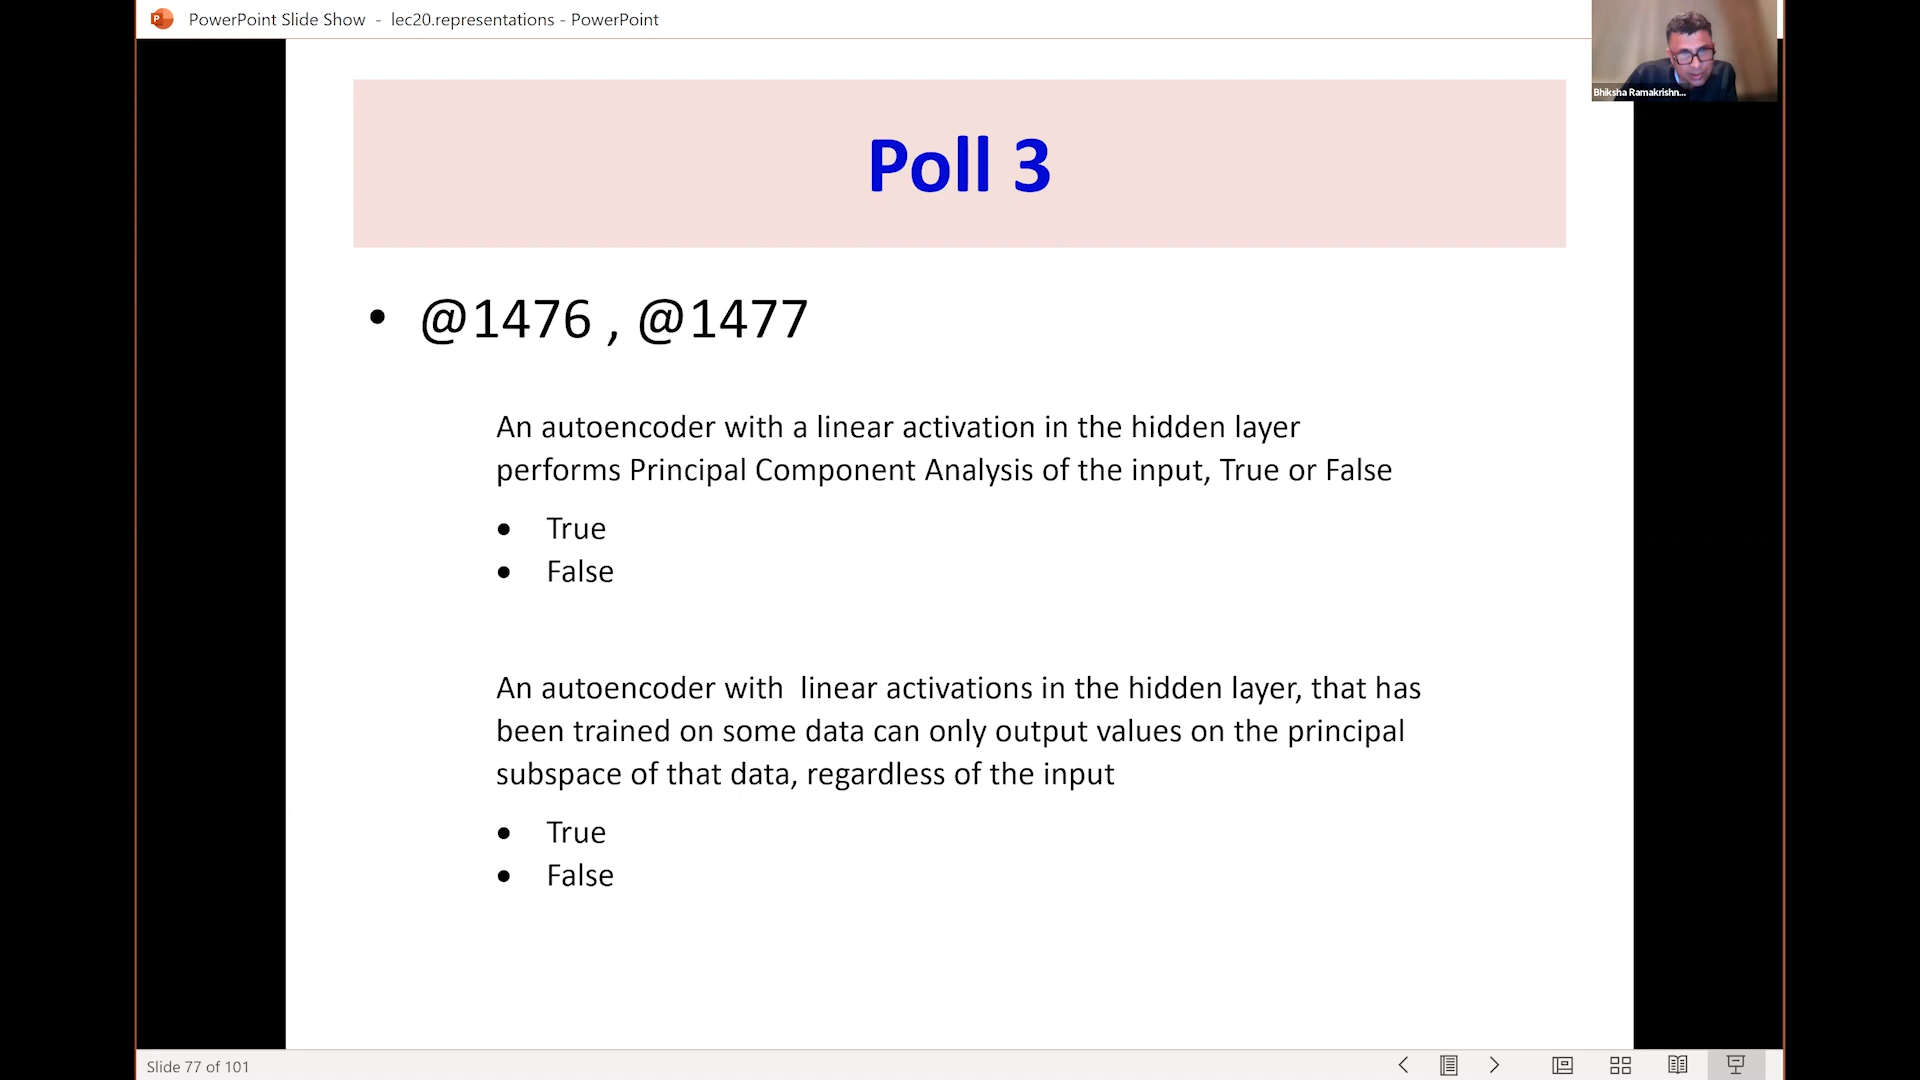 PowerPoint Slide Show - lec20.representations - PowerPoint
Bhiksha Ramakrishn...
Poll 3
• @1476 , @1477
An autoencoder with a linear activation in the hidden layer
performs Principal Component Analysis of the input, True or False
• True
• False
An autoencoder with  linear activations in the hidden layer, that has
been trained on some data can only output values on the principal
subspace of that data, regardless of the input
• True
• False
Slide 77 of 101